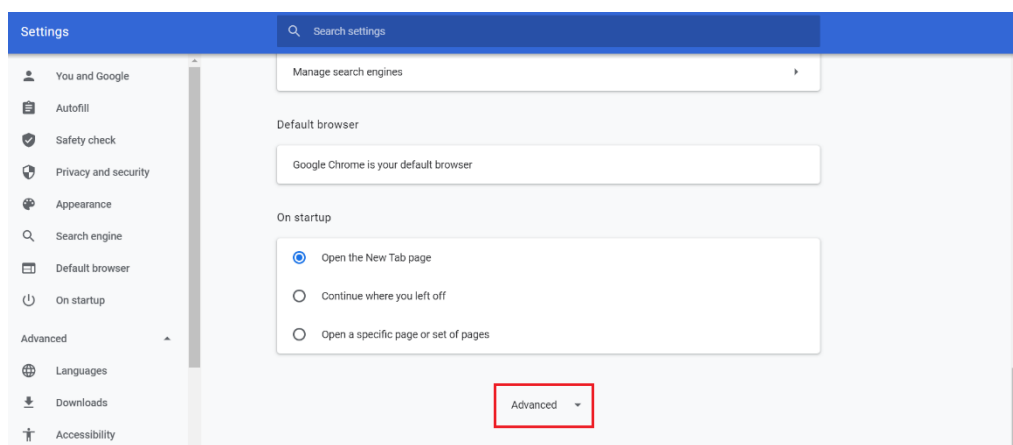 Settings
Search settings
You and Google
Autofill
Safety check
Privacy and security
Appearance
Search engine
Default browser
On startup
Advanced
Languages
Downloads
Accessibility
Manage search engines
Default browser
Google Chrome is your default browser
On startup
Open the New Tab page
Continue where you left off
Open a specific page or set of pages
Advanced